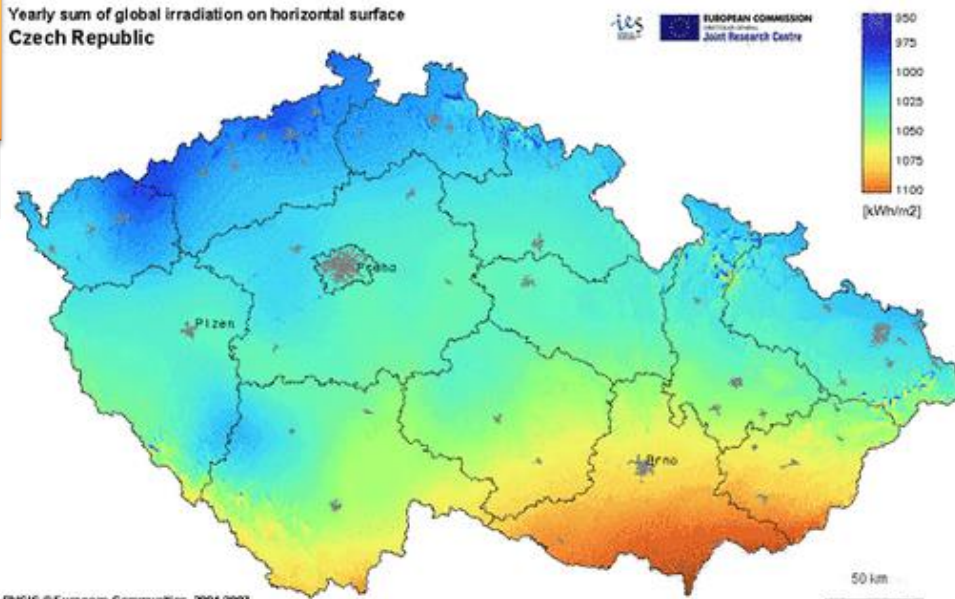 Yearly sum of global irradiation on horizontal surface
Czech Republic
ies
EUROPEAN COMMISSION
Joint Research Centre
950
975
1000
1025
1050
1075
1100
[kWh/m2]
Praha
Plzen
Brno
50 km